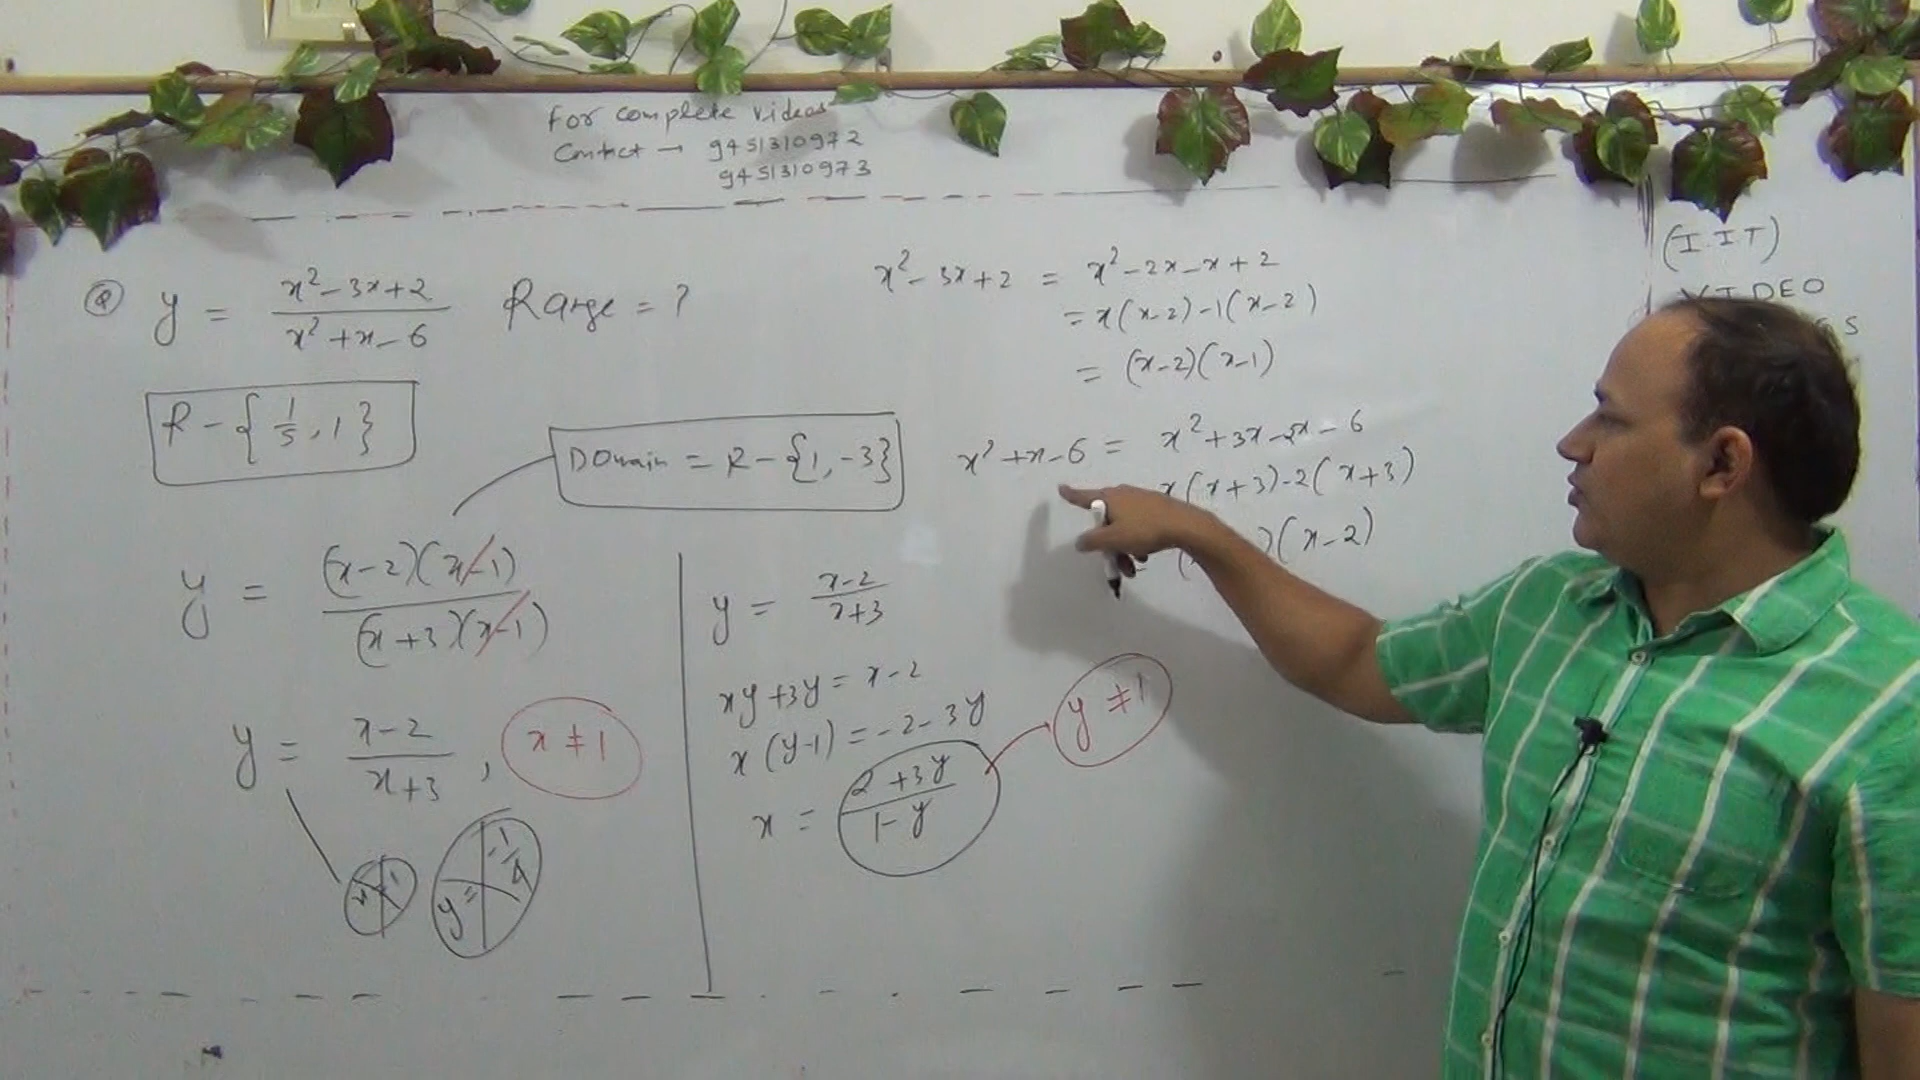 For complete videos
Contact → 9451310972
9451310973
(I.IT)
VIDEO
S
Q y = x²-3x+2 / x²+x-6 Range = ?
R - {1/5, 1}
Domain = R - {1, -3}
y = (x-2)(x-1) / (x+3)(x-1)
y = x-2 / x+3 , x ≠ 1
y = -1/4
y = x-2 / x+3
xy+3y = x-2
x(y-1) = -2-3y
x = 2+3y / 1-y
y ≠ 1
x²-3x+2 = x²-2x-x+2
= x(x-2)-1(x-2)
= (x-2)(x-1)
x²+x-6 = x²+3x-2x-6
x(x+3)-2(x+3)
)(x-2)